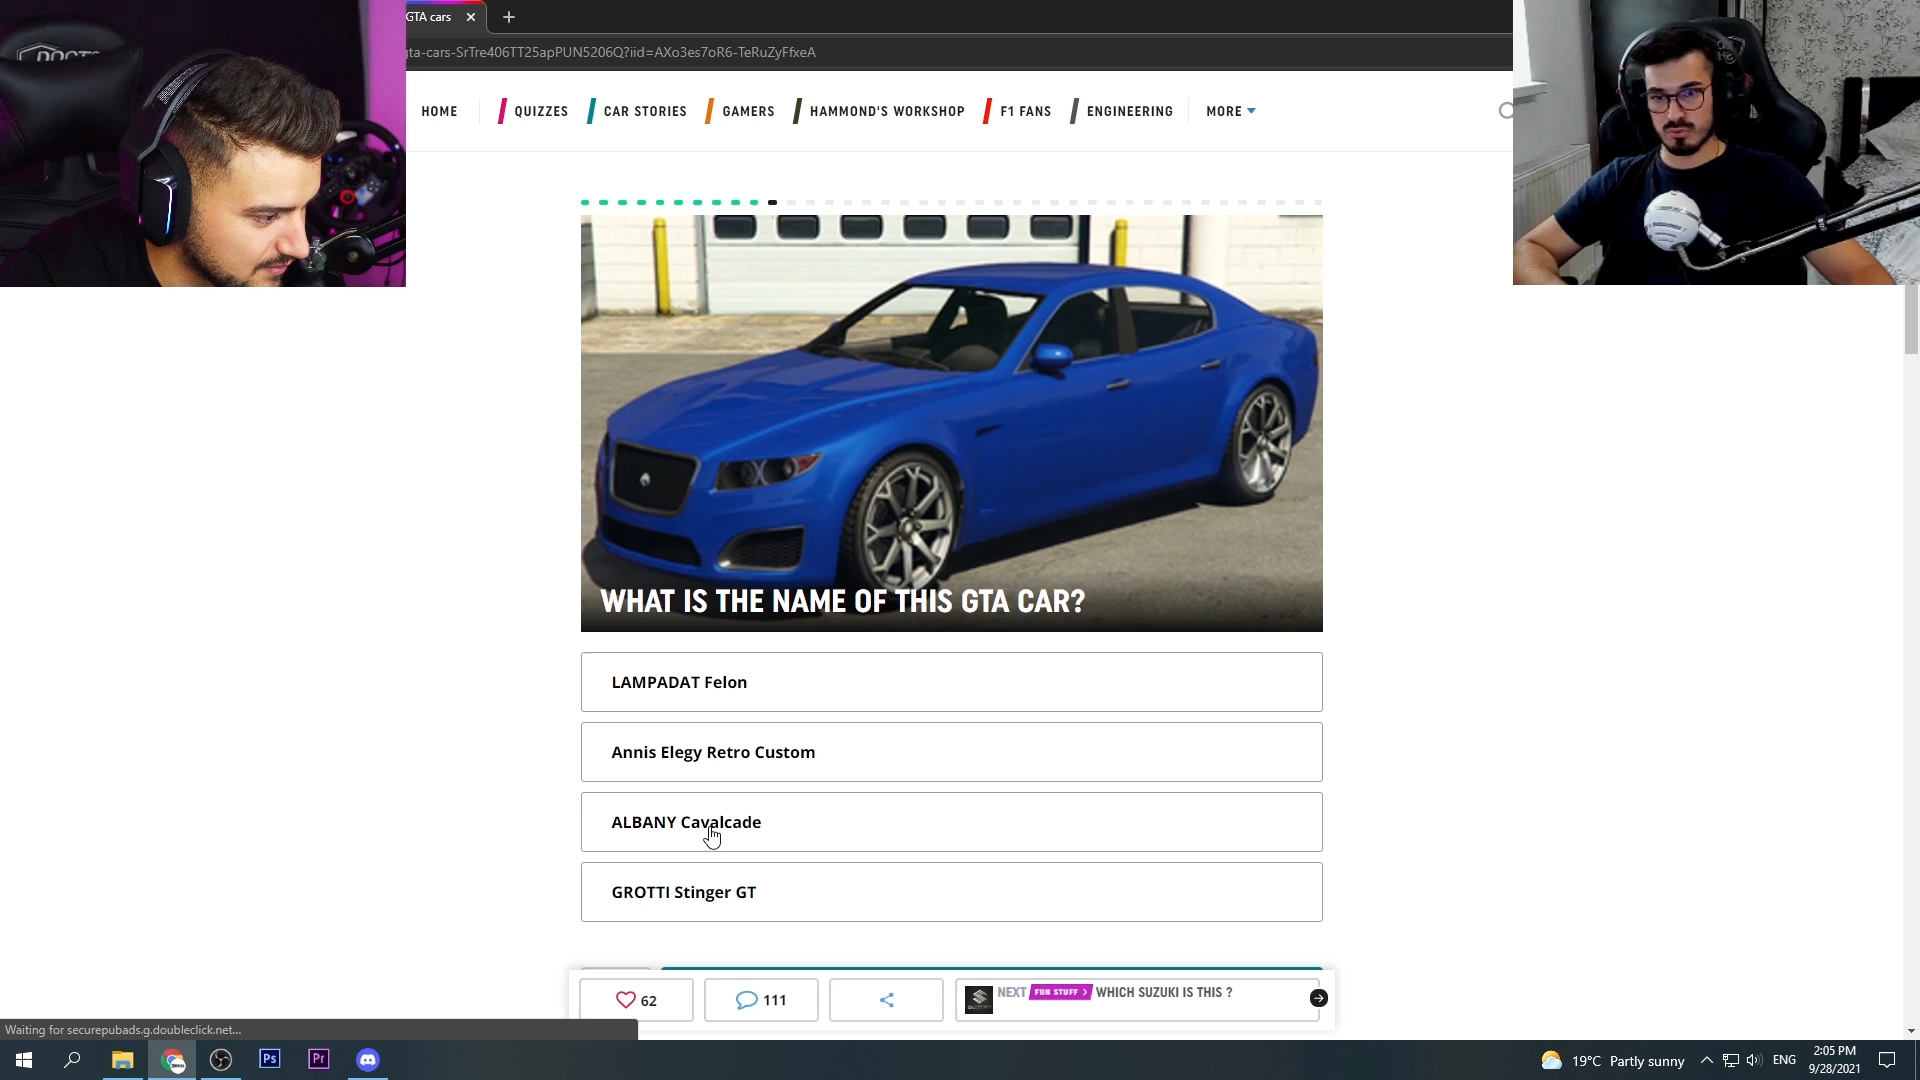 GTA cars
gta-cars-SrTre406TT25apPUN5206Q?iid=AXo3es7oR6-TeRuZyFfxeA
HOME QUIZZES CAR STORIES GAMERS HAMMOND'S WORKSHOP F1 FANS ENGINEERING MORE
WHAT IS THE NAME OF THIS GTA CAR?
LAMPADAT Felon
Annis Elegy Retro Custom
ALBANY Cavalcade
GROTTI Stinger GT
62 111 NEXT FUN STUFF > WHICH SUZUKI IS THIS ?
Waiting for securepubads.g.doubleclick.net...
Ps Pr 19°C Partly sunny ENG 2:05 PM
9/28/2021